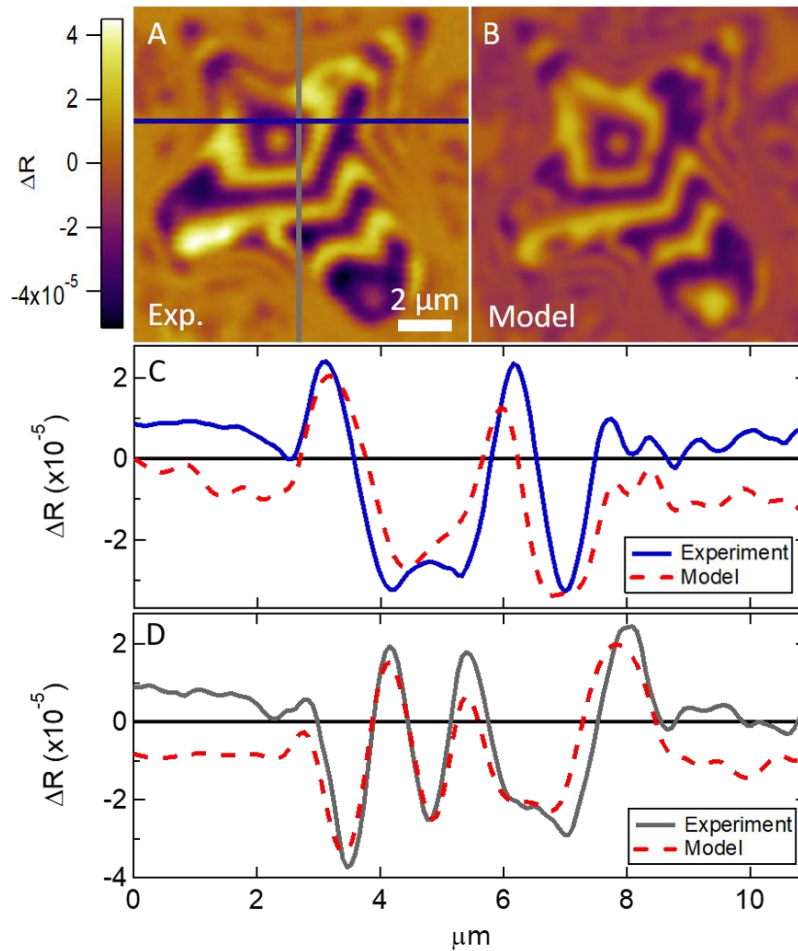 4
2
0
-2
-4x10-5
ΔR
A
Exp.
2 μm
B
Model
C
2
0
-2
ΔR (x10-5)
Experiment
Model
D
2
0
-2
-4
ΔR (x10-5)
Experiment
Model
0 2 4 6 8 10
μm